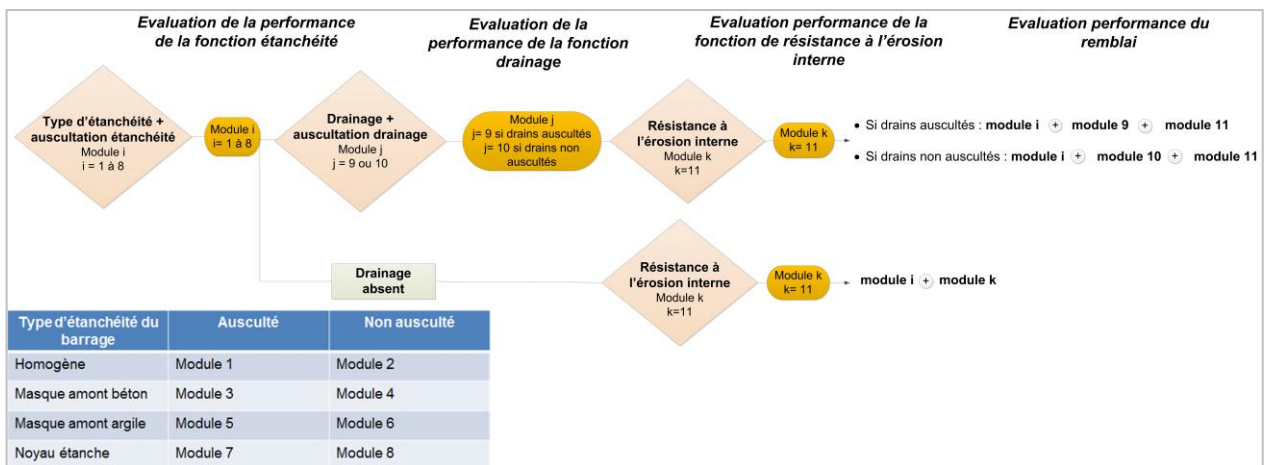 Evaluation de la performance
de la fonction étanchéité
Evaluation de la
performance de la fonction
drainage
Evaluation performance de la
fonction de résistance à l'érosion
interne
Evaluation performance du
remblai
Type d'étanchéité +
auscultation étanchéité
Module i
i = 1 à 8
Module i
i= 1 à 8
Drainage +
auscultation drainage
Module j
j = 9 ou 10
Module j
j= 9 si drains auscultés
j= 10 si drains non
auscultés
Résistance à
l'érosion interne
Module k
k=11
Module k
k= 11
• Si drains auscultés : module i + module 9 + module 11
• Si drains non auscultés : module i + module 10 + module 11
Drainage
absent
Résistance à
l'érosion interne
Module k
k=11
Module k
k= 11
module i + module k
Type d'étanchéité du
barrage
Ausculté
Non ausculté
Homogène Module 1 Module 2
Masque amont béton Module 3 Module 4
Masque amont argile Module 5 Module 6
Noyau étanche Module 7 Module 8